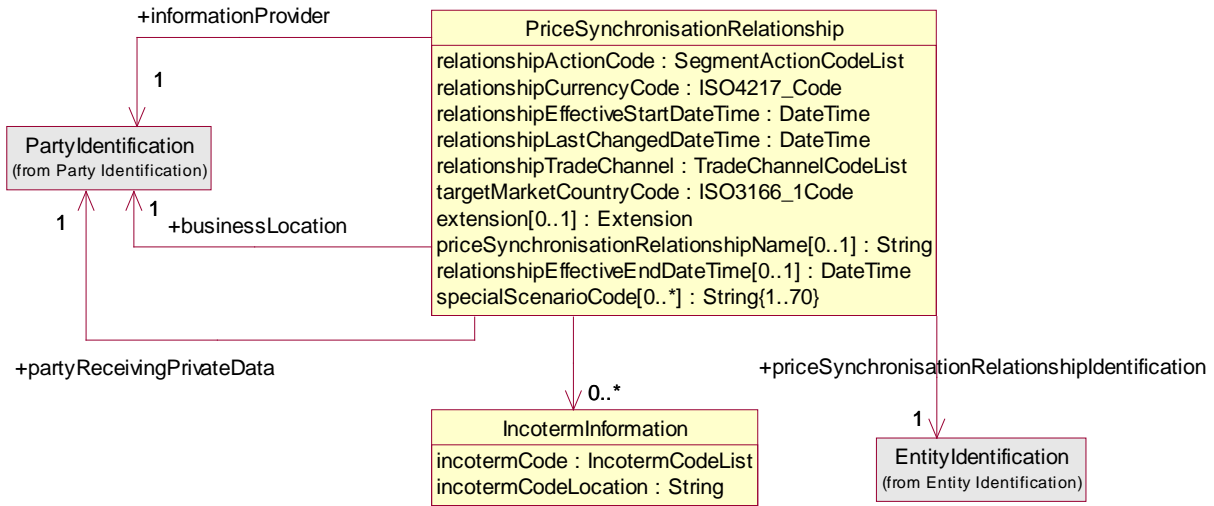 +informationProvider
1
PriceSynchronisationRelationship
relationshipActionCode : SegmentActionCodeList
relationshipCurrencyCode : ISO4217_Code
relationshipEffectiveStartDateTime : DateTime
relationshipLastChangedDateTime : DateTime
relationshipTradeChannel : TradeChannelCodeList
targetMarketCountryCode : ISO3166_1Code
extension[0..1] : Extension
priceSynchronisationRelationshipName[0..1] : String
relationshipEffectiveEndDateTime[0..1] : DateTime
specialScenarioCode[0..*] : String{1..70}
PartyIdentification
(from Party Identification)
1
1
+businessLocation
+partyReceivingPrivateData
+priceSynchronisationRelationshipIdentification
0..*
1
IncotermInformation
incotermCode : IncotermCodeList
incotermCodeLocation : String
EntityIdentification
(from Entity Identification)